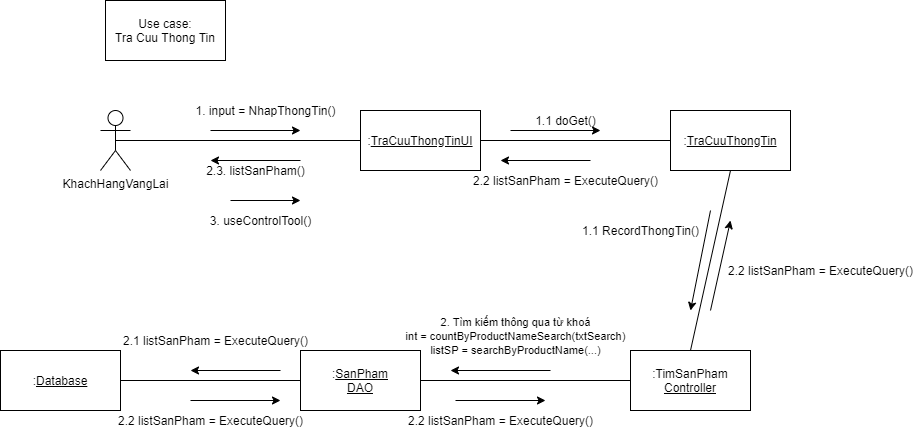 Use case:
Tra Cuu Thong Tin
1. input = NhapThongTin()
1.1 doGet()
:TraCuuThongTinUI
:TraCuuThongTin
2.3. listSanPham()
2.2 listSanPham = ExecuteQuery()
KhachHangVangLai
3. useControlTool()
1.1 RecordThongTin()
2.2 listSanPham = ExecuteQuery()
2. Tìm kiếm thông qua từ khoá
int = countByProductNameSearch(txtSearch)
listSP = searchByProductName(...)
2.1 listSanPham = ExecuteQuery()
:Database
:SanPham
DAO
:TimSanPham
Controller
2.2 listSanPham = ExecuteQuery()
2.2 listSanPham = ExecuteQuery()